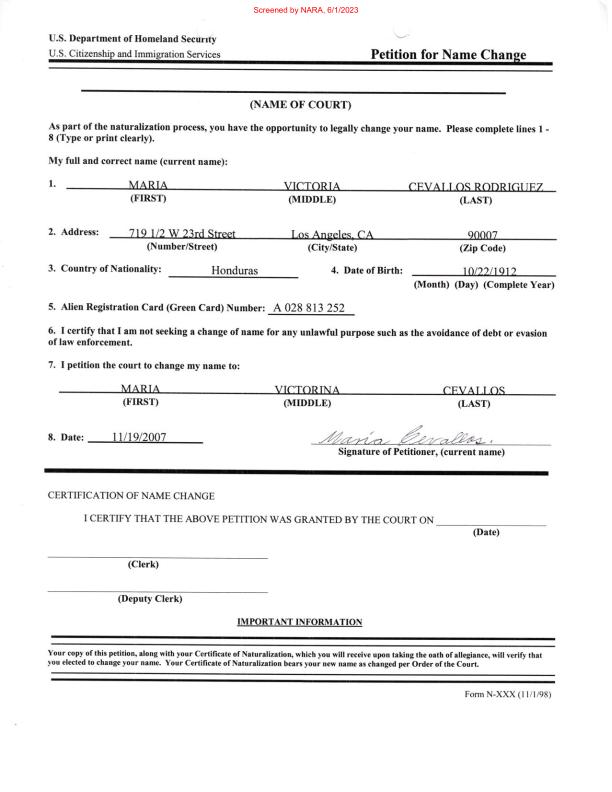 Screened by NARA, 6/1/2023
U.S. Department of Homeland Security
U.S. Citizenship and Immigration Services Petition for Name Change
(NAME OF COURT)
As part of the naturalization process, you have the opportunity to legally change your name. Please complete lines 1 -
8 (Type or print clearly).
My full and correct name (current name):
1. MARIA VICTORIA CEVALLOS RODRIGUEZ
(FIRST) (MIDDLE) (LAST)
2. Address: 719 1/2 W 23rd Street Los Angeles, CA 90007
(Number/Street) (City/State) (Zip Code)
3. Country of Nationality: Honduras 4. Date of Birth: 10/22/1912
(Month) (Day) (Complete Year)
5. Alien Registration Card (Green Card) Number: A 028 813 252
6. I certify that I am not seeking a change of name for any unlawful purpose such as the avoidance of debt or evasion
of law enforcement.
7. I petition the court to change my name to:
MARIA VICTORINA CEVALLOS
(FIRST) (MIDDLE) (LAST)
8. Date: 11/19/2007 Maria Cevallos.
Signature of Petitioner, (current name)
CERTIFICATION OF NAME CHANGE
I CERTIFY THAT THE ABOVE PETITION WAS GRANTED BY THE COURT ON
(Date)
(Clerk)
(Deputy Clerk)
IMPORTANT INFORMATION
Your copy of this petition, along with your Certificate of Naturalization, which you will receive upon taking the oath of allegiance, will verify that
you elected to change your name. Your Certificate of Naturalization bears your new name as changed per Order of the Court.
Form N-XXX (11/1/98)